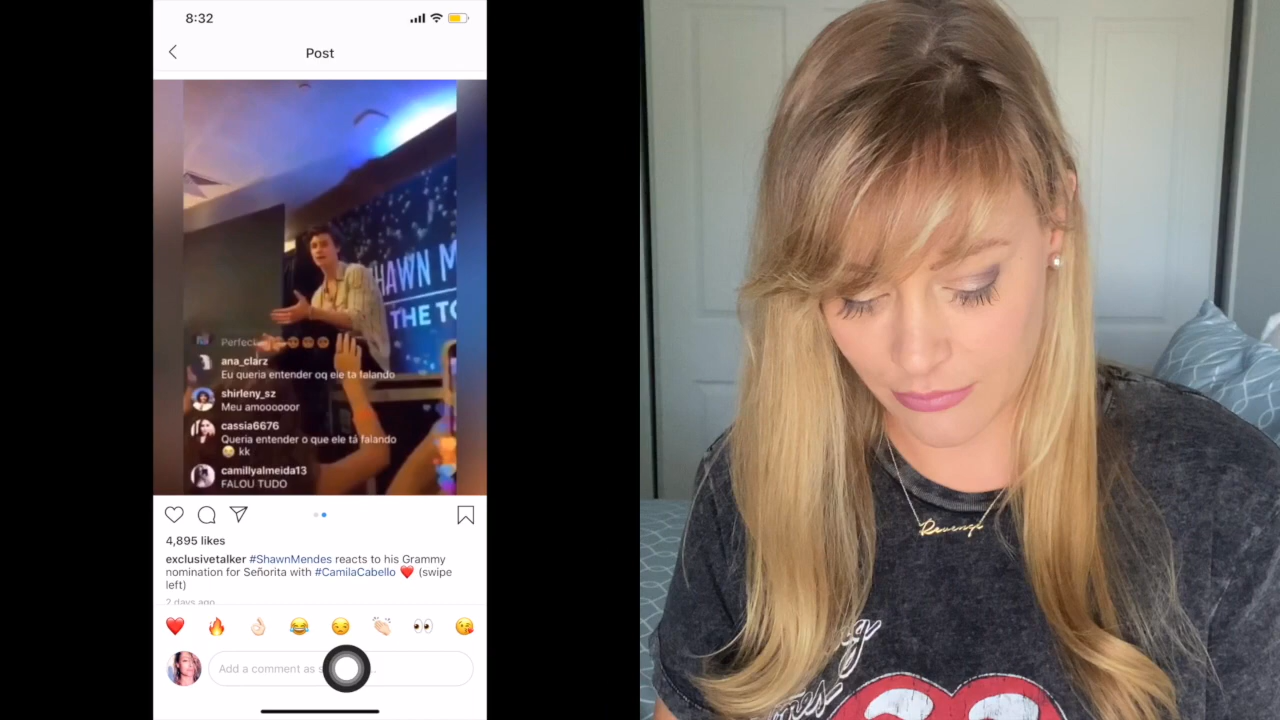 8:32
Post
HAWN M
THE TO
Perfect
ana_clarz
Eu queria entender oq ele ta falando
shirleny_sz
Meu amoooooor
cassia6676
Queria entender o que ele tá falando
😭 kk
camillyalmeida13
FALOU TUDO
4,895 likes
exclusivetalker #ShawnMendes reacts to his Grammy
nomination for Señorita with #CamilaCabello ❤️ (swipe
left)
2 days ago
Add a comment as s
Revenge